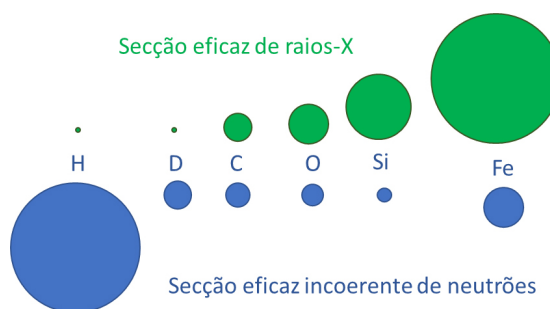 Secção eficaz de raios-X
H D C O Si Fe
Secção eficaz incoerente de neutrões